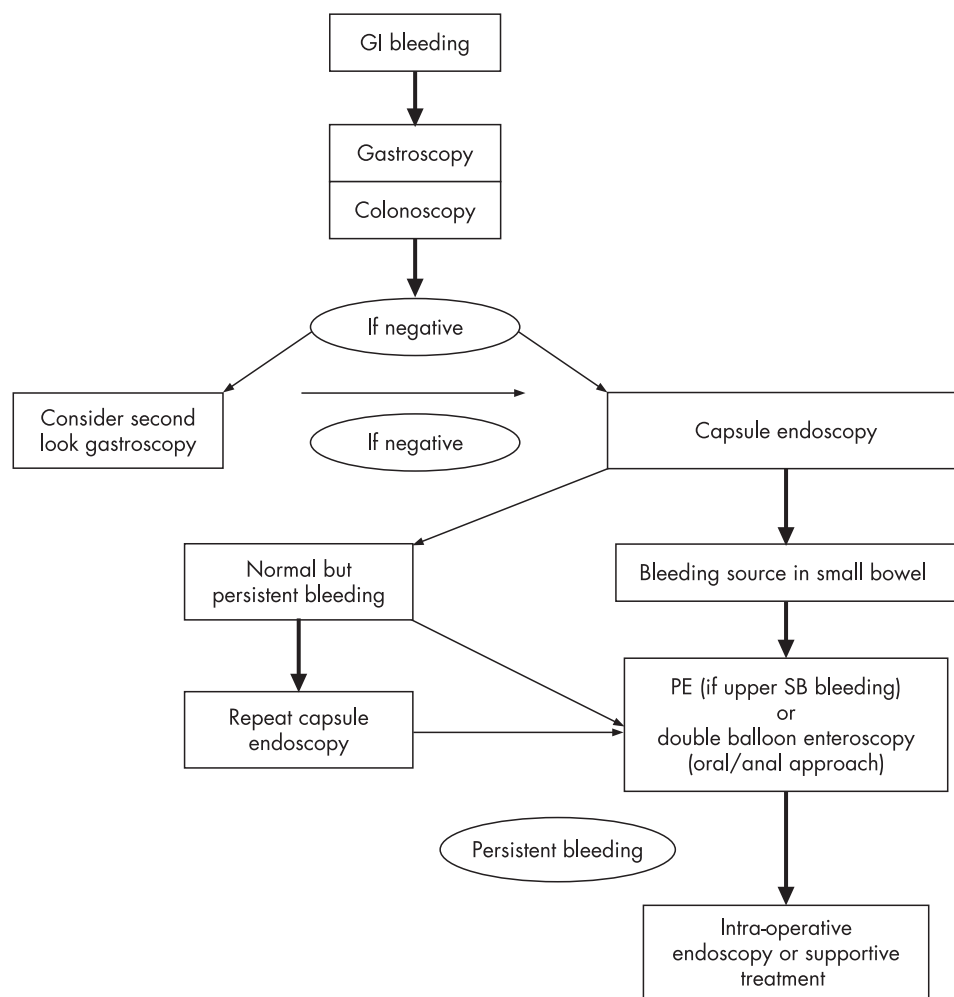 GI bleeding
Gastroscopy
Colonoscopy
If negative
Consider second
look gastroscopy
If negative
Capsule endoscopy
Normal but
persistent bleeding
Bleeding source in small bowel
Repeat capsule
endoscopy
PE (if upper SB bleeding)
or
double balloon enteroscopy
(oral/anal approach)
Persistent bleeding
Intra-operative
endoscopy or supportive
treatment